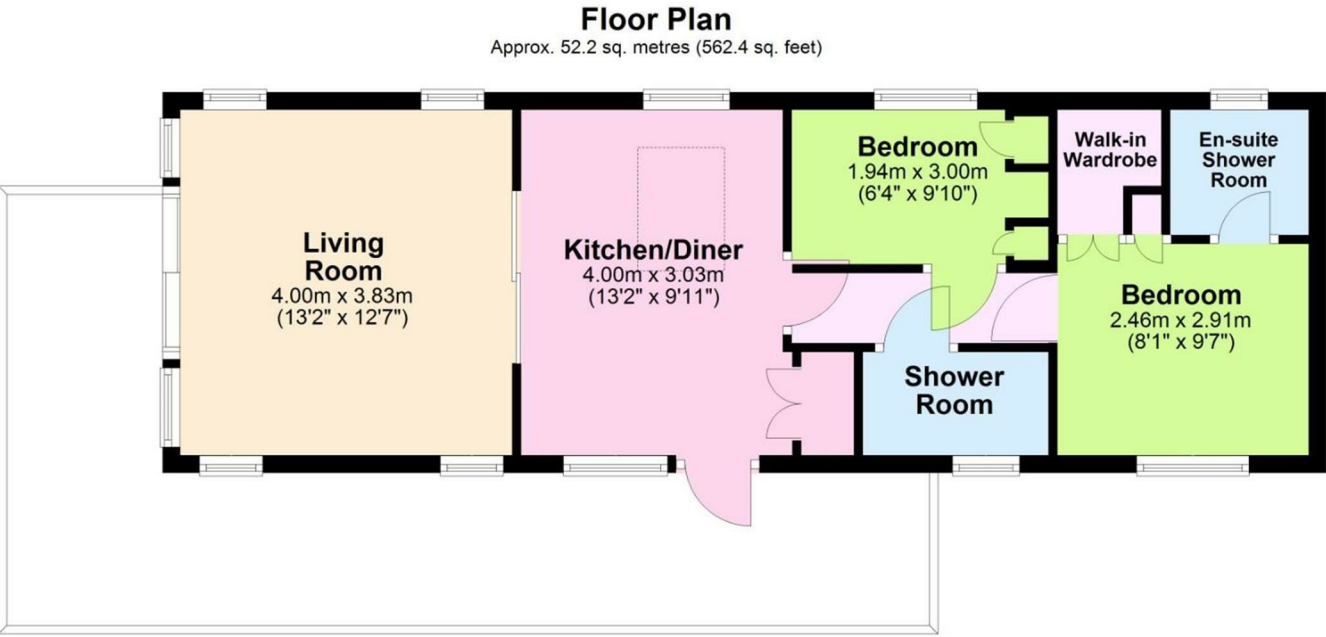 Floor Plan
Approx. 52.2 sq. metres (562.4 sq. feet)
Living
Room
4.00m x 3.83m
(13'2" x 12'7")
Kitchen/Diner
4.00m x 3.03m
(13'2" x 9'11")
Bedroom
1.94m x 3.00m
(6'4" x 9'10")
Walk-in
Wardrobe
En-suite
Shower
Room
Bedroom
2.46m x 2.91m
(8'1" x 9'7")
Shower
Room